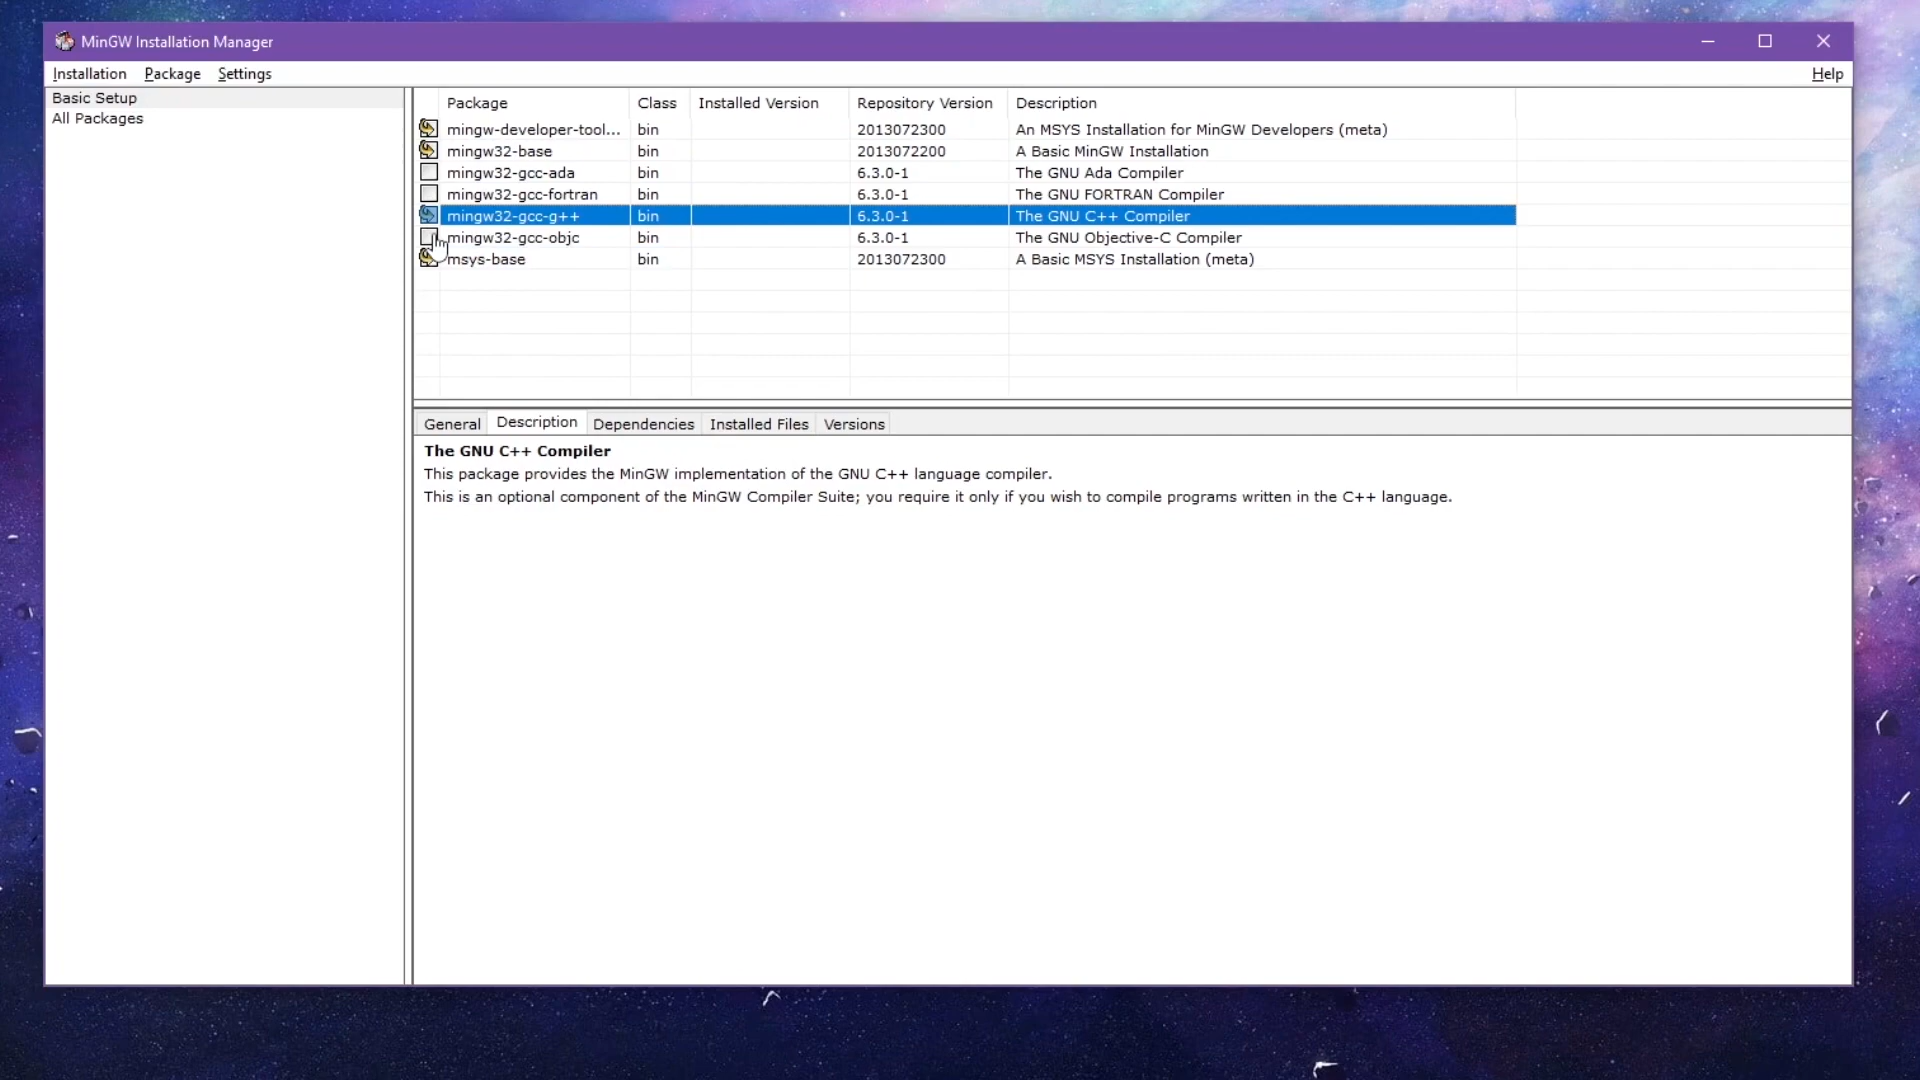 MinGW Installation Manager
Installation Package Settings Help
Basic Setup
All Packages
Package Class Installed Version Repository Version Description
mingw-developer-tool... bin 2013072300 An MSYS Installation for MinGW Developers (meta)
mingw32-base bin 2013072200 A Basic MinGW Installation
mingw32-gcc-ada bin 6.3.0-1 The GNU Ada Compiler
mingw32-gcc-fortran bin 6.3.0-1 The GNU FORTRAN Compiler
mingw32-gcc-g++ bin 6.3.0-1 The GNU C++ Compiler
mingw32-gcc-objc bin 6.3.0-1 The GNU Objective-C Compiler
msys-base bin 2013072300 A Basic MSYS Installation (meta)
General Description Dependencies Installed Files Versions
The GNU C++ Compiler
This package provides the MinGW implementation of the GNU C++ language compiler.
This is an optional component of the MinGW Compiler Suite; you require it only if you wish to compile programs written in the C++ language.